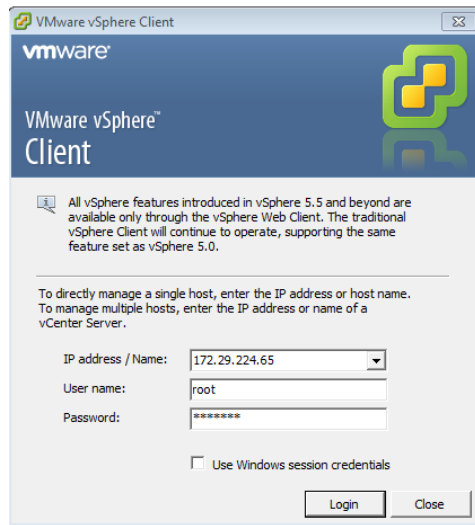 VMware vSphere Client
vmware
VMware vSphere™
Client
All vSphere features introduced in vSphere 5.5 and beyond are
available only through the vSphere Web Client. The traditional
vSphere Client will continue to operate, supporting the same
feature set as vSphere 5.0.
To directly manage a single host, enter the IP address or host name.
To manage multiple hosts, enter the IP address or name of a
vCenter Server.
IP address / Name: 172.29.224.65
User name: root
Password: *******
Use Windows session credentials
Login Close